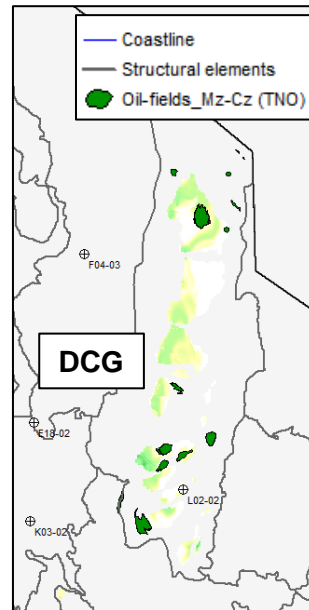 Coastline
Structural elements
Oil-fields_Mz-Cz (TNO)
F04-03
DCG
E18-02
L02-02
K03-02